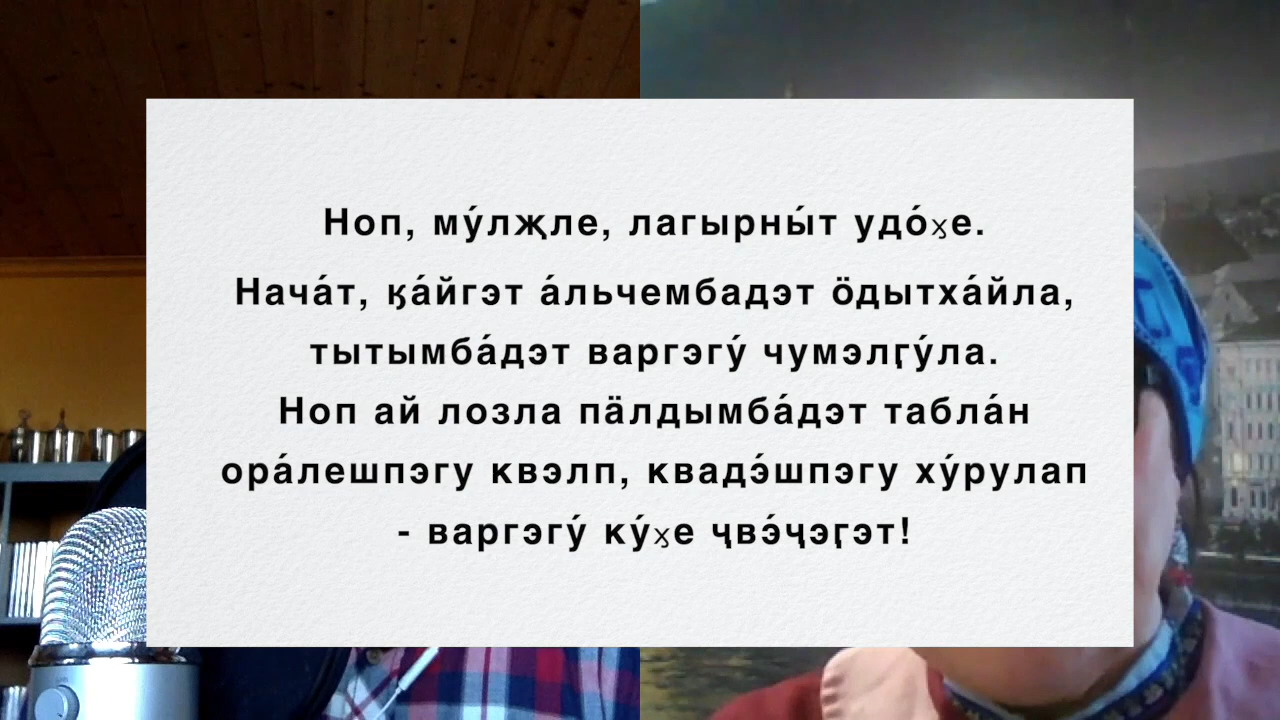 Ноп, му́лҗле, лагырны́т удо́ӽе.
Нача́т, ӄа́йгэт а́льчембадэт ӧдытха́йла,
тытымба́дэт варгэгу́ чумэлӷу́ла.
Ноп ай лозла пӓлдымба́дэт табла́н
ора́лешпэгу квэлп, квадэ́шпэгу ху́рулап
- варгэгу́ ку́ӽе ҷвэ́ҷэӷэт!